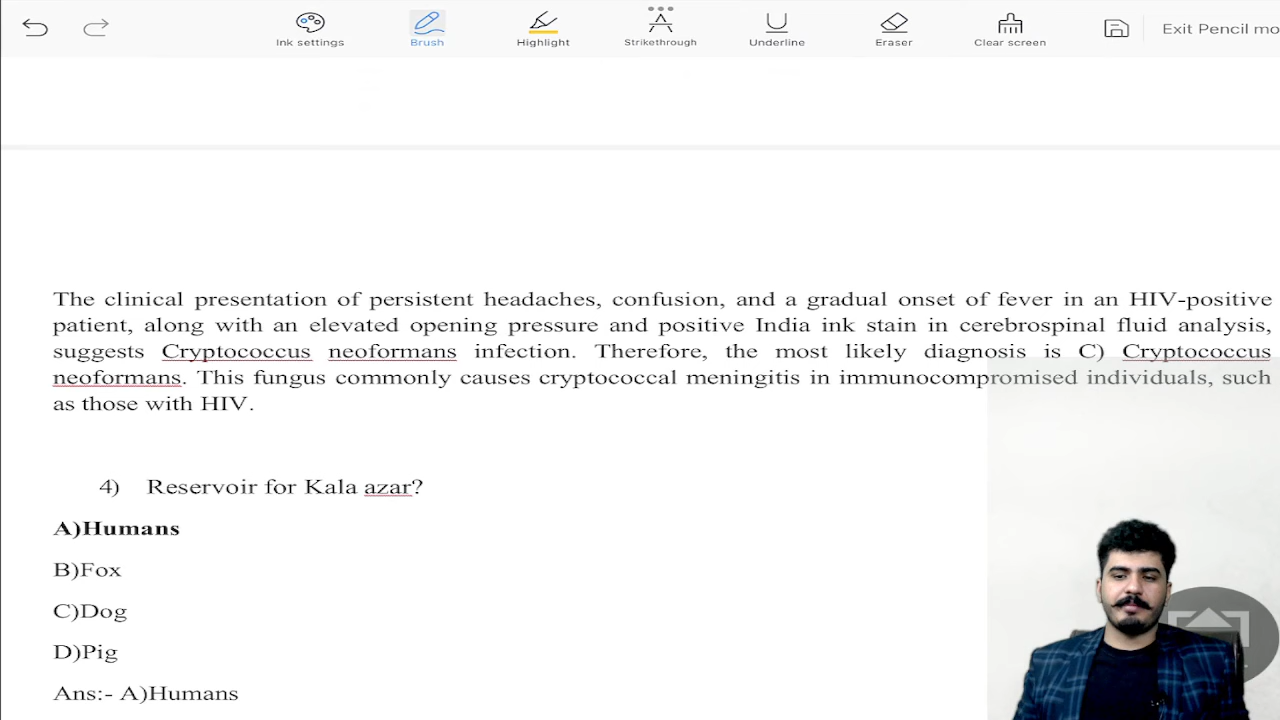 Ink settings
Brush
Highlight
Strikethrough
Underline
Eraser
Clear screen
Exit Pencil mo
The clinical presentation of persistent headaches, confusion, and a gradual onset of fever in an HIV-positive
patient, along with an elevated opening pressure and positive India ink stain in cerebrospinal fluid analysis,
suggests Cryptococcus neoformans infection. Therefore, the most likely diagnosis is C) Cryptococcus
neoformans. This fungus commonly causes cryptococcal meningitis in immunocompromised individuals, such
as those with HIV.
4) Reservoir for Kala azar?
A)Humans
B)Fox
C)Dog
D)Pig
Ans:- A)Humans